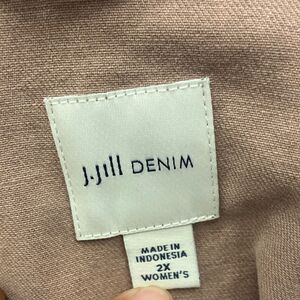 J.Jill DENIM
MADE IN
INDONESIA
2X
WOMEN'S